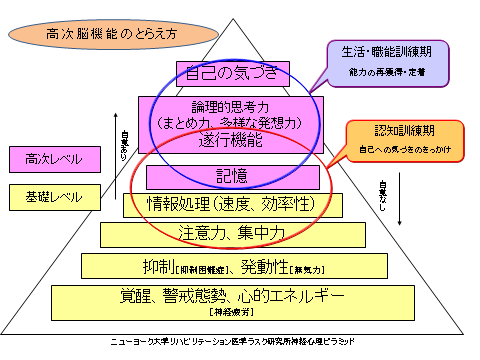 高次脳機能のとらえ方
生活・職能訓練期
能力の再獲得・定着
自己の気づき
論理的思考力
(まとめ力、多様な発想力)
遂行機能
認知訓練期
自己への気づきのきっかけ
自覚あり
高次レベル
記憶
自覚なし
基礎レベル
情報処理(速度、効率性)
注意力、集中力
抑制[抑制困難症]、発動性[無気力]
覚醒、警戒態勢、心的エネルギー
[神経疲労]
ニューヨーク大学リハビリテーション医学ラスク研究所神経心理ピラミッド